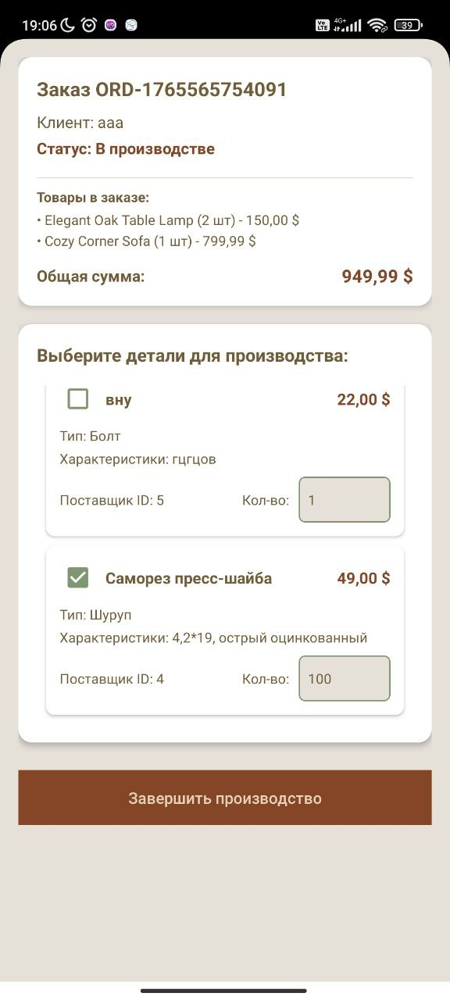 19:06 Vo LTE 4G+ 39
Заказ ORD-1765565754091
Клиент: ааа
Статус: В производстве
Товары в заказе:
• Elegant Oak Table Lamp (2 шт) - 150,00 $
• Cozy Corner Sofa (1 шт) - 799,99 $
Общая сумма: 949,99 $
Выберите детали для производства:
вну 22,00 $
Тип: Болт
Характеристики: гцгцов
Поставщик ID: 5 Кол-во: 1
Саморез пресс-шайба 49,00 $
Тип: Шуруп
Характеристики: 4,2*19, острый оцинкованный
Поставщик ID: 4 Кол-во: 100
Завершить производство